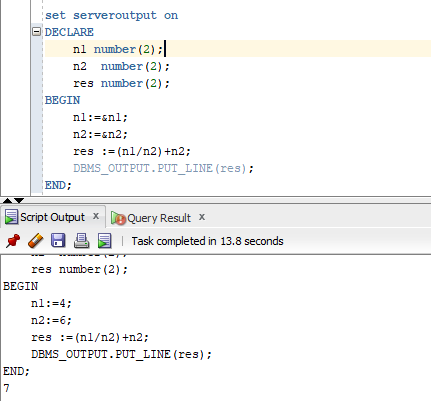 set serveroutput on
DECLARE
n1 number(2);
n2  number(2);
res number(2);
BEGIN
n1:=&n1;
n2:=&n2;
res :=(n1/n2)+n2;
DBMS_OUTPUT.PUT_LINE(res);
END;
Script Output x Query Result x
Task completed in 13.8 seconds
res number(2);
BEGIN
n1:=4;
n2:=6;
res :=(n1/n2)+n2;
DBMS_OUTPUT.PUT_LINE(res);
END;
7